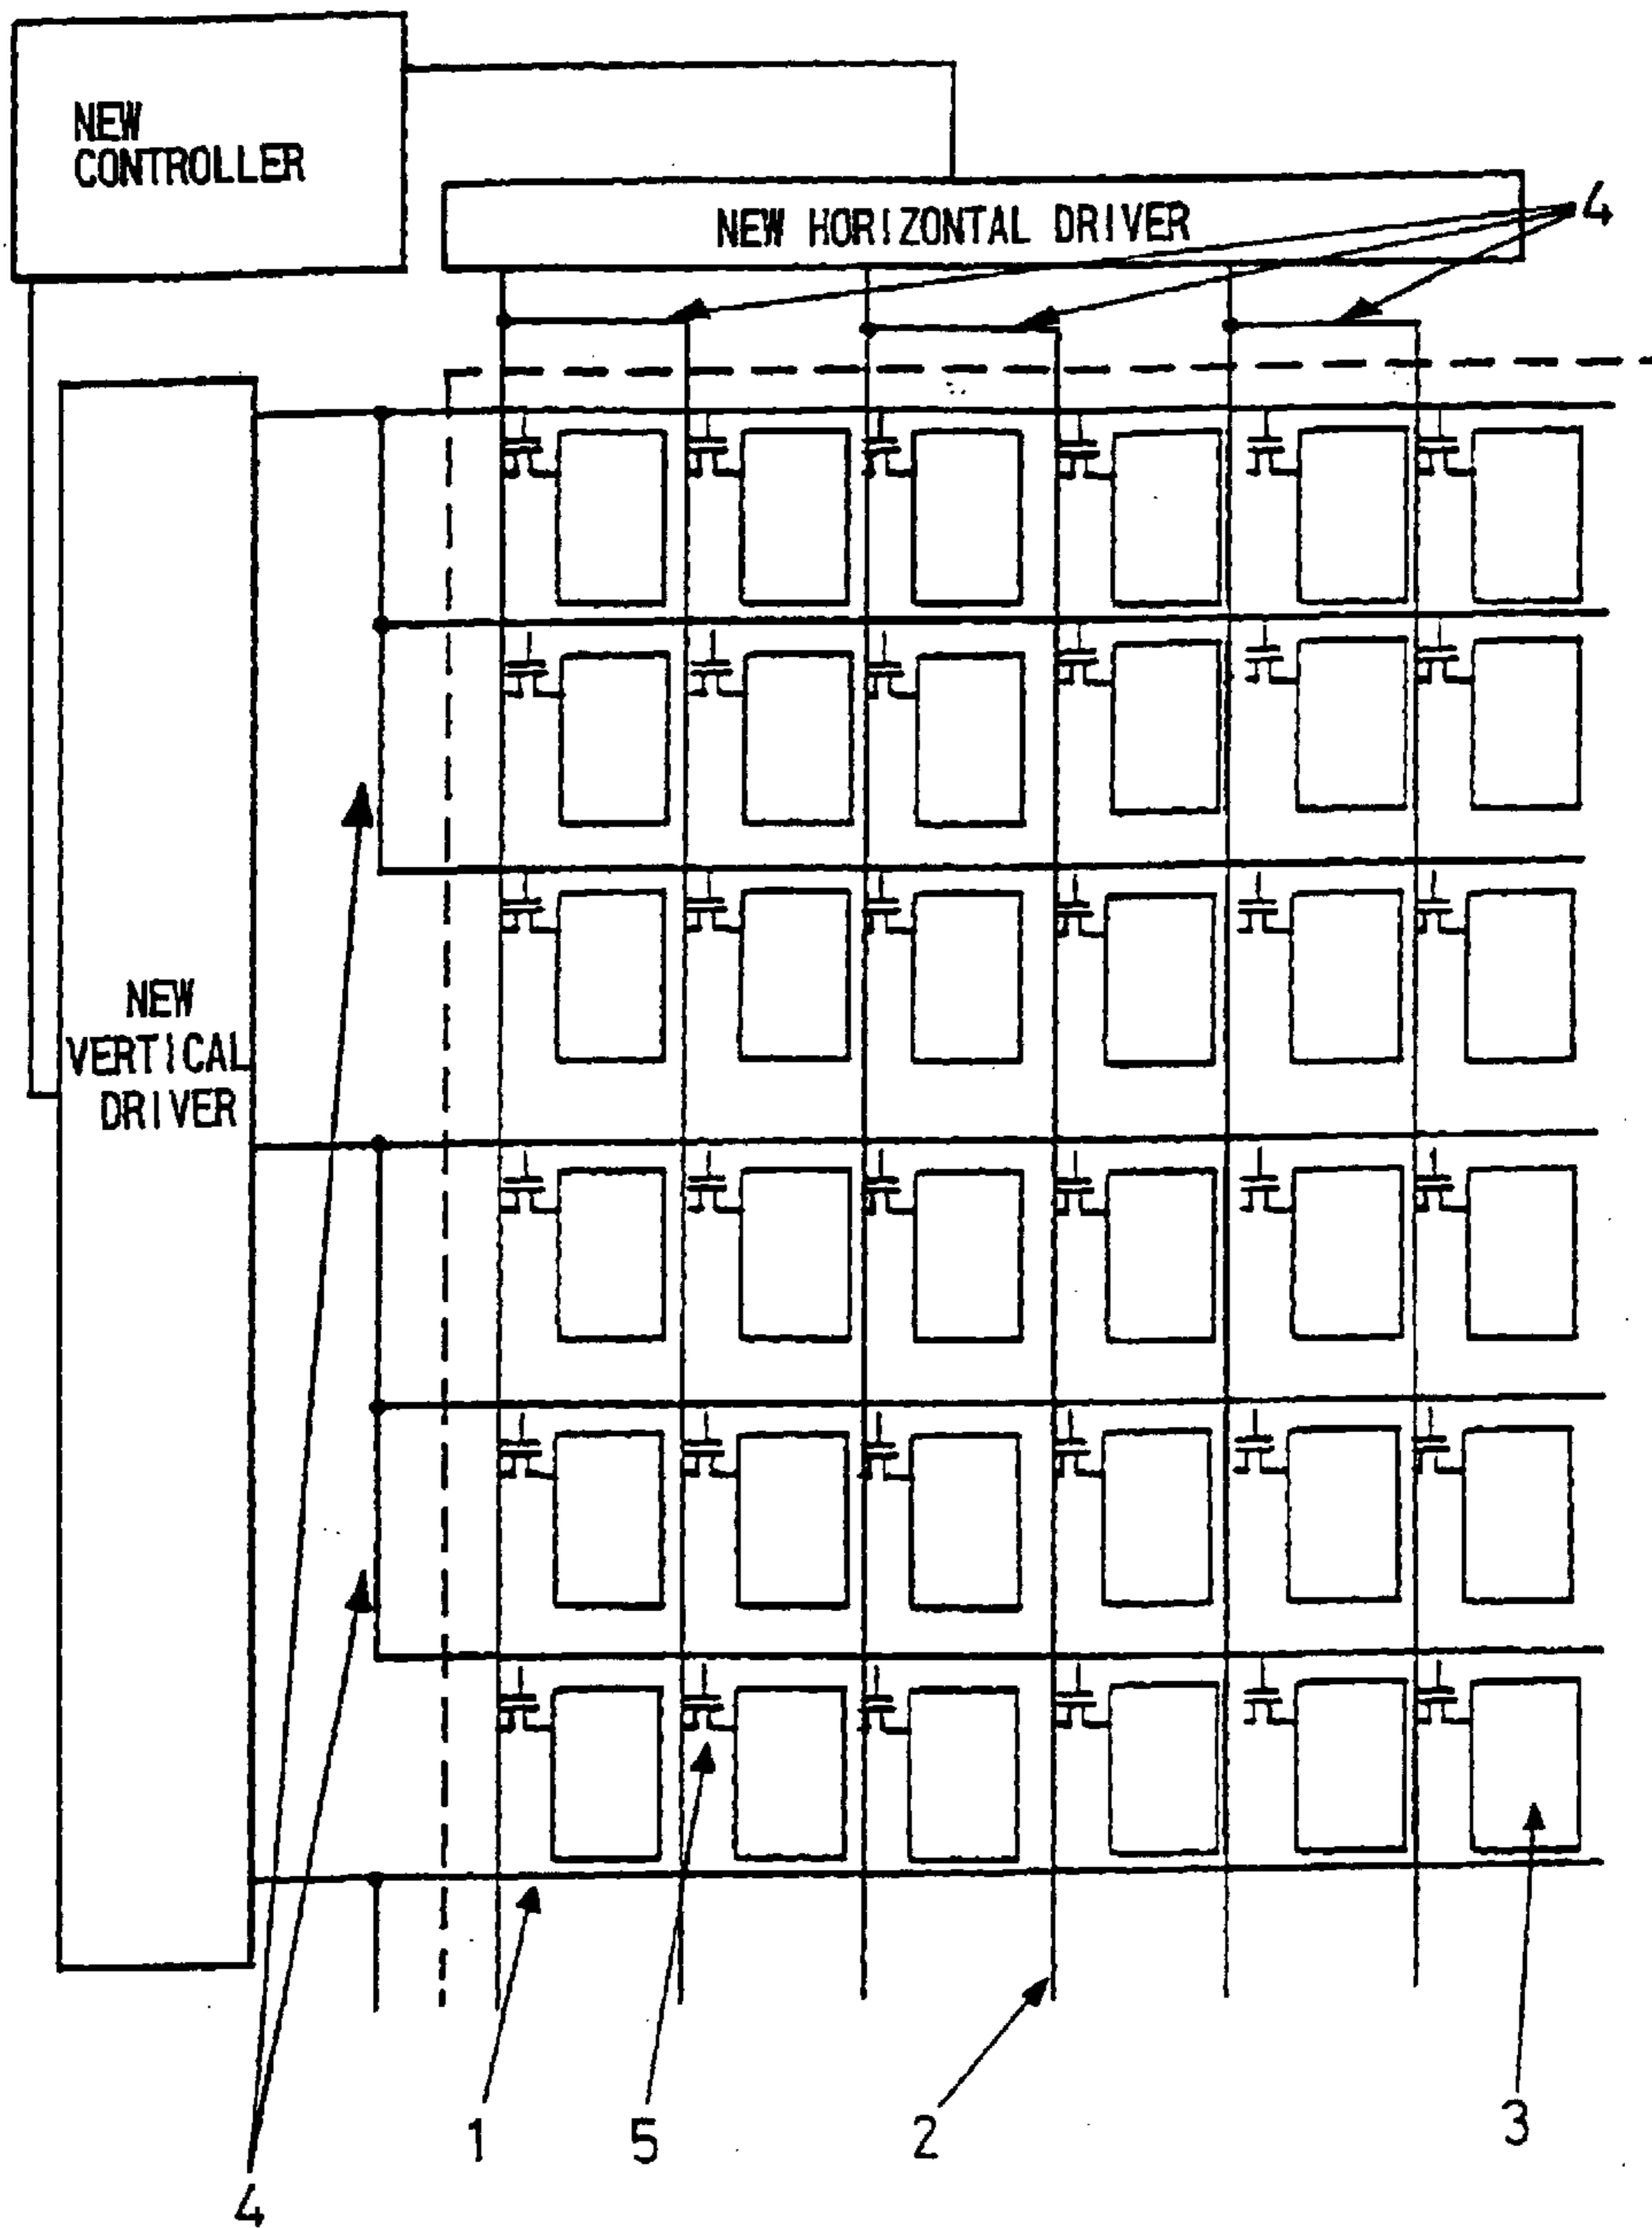 NEW
CONTROLLER
NEW HORIZONTAL DRIVER
4
NEW
VERTICAL
DRIVER
1
5
2
3
4